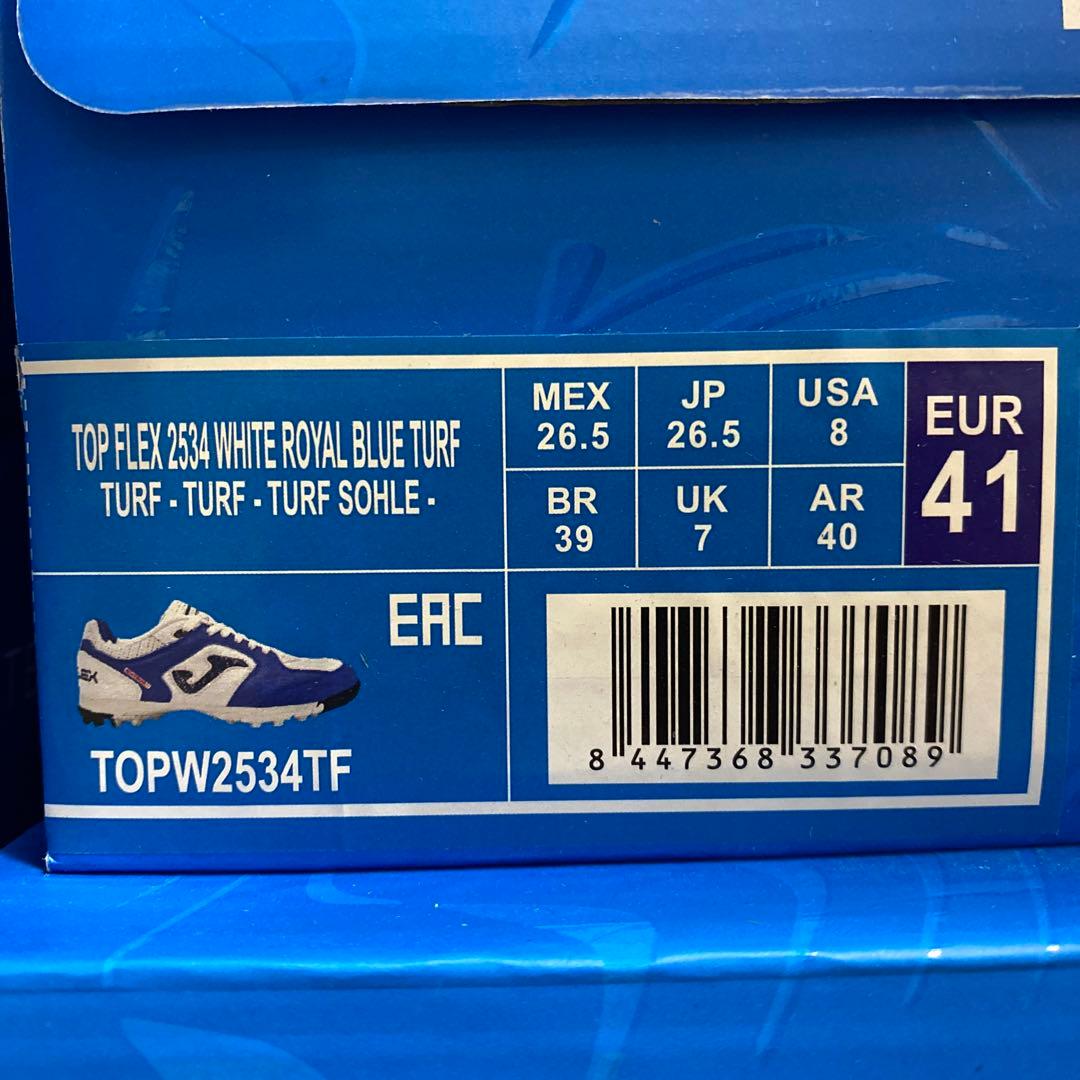 TOP FLEX 2534 WHITE ROYAL BLUE TURF
TURF - TURF - TURF SOHLE -
MEX
26.5
JP
26.5
USA
8
EUR
41
BR
39
UK
7
AR
40
EAC
TOPW2534TF
8 447368 337089